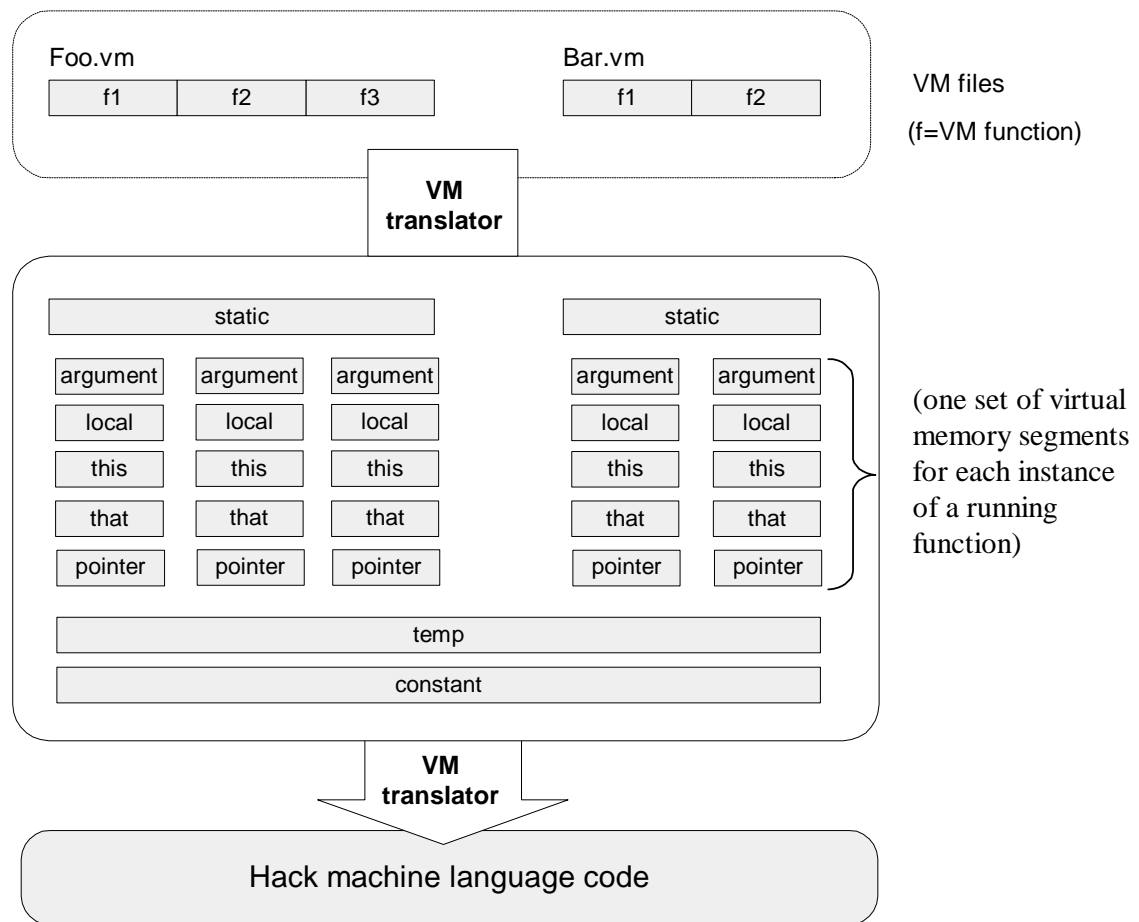 Foo.vm
Bar.vm
f1 f2 f3
f1 f2
VM files
(f=VM function)
VM
translator
static
static
argument argument argument
argument argument
local local local
local local
this this this
this this
that that that
that that
pointer pointer pointer
pointer pointer
(one set of virtual
memory segments
for each instance
of a running
function)
temp
constant
VM
translator
Hack machine language code